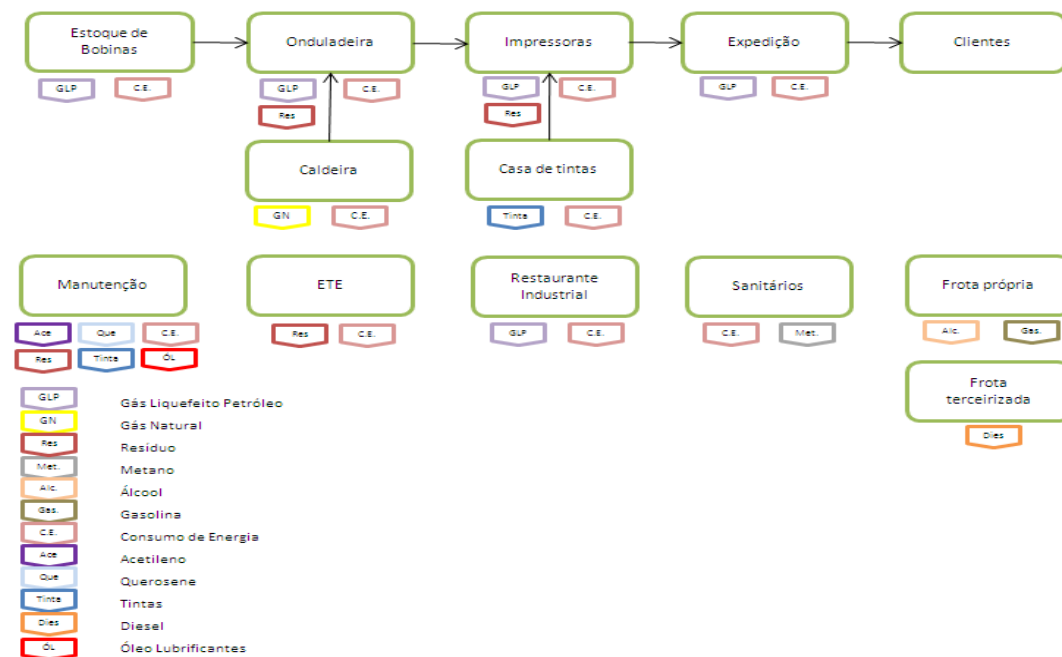 Estoque de
Bobinas
Onduladeira
Impressoras
Expedição
Clientes
GLP
C.E.
GLP
C.E.
Res
GLP
C.E.
Res
GLP
C.E.
Caldeira
Casa de tintas
GN
C.E.
Tinta
C.E.
Manutenção
ETE
Restaurante
Industrial
Sanitários
Frota própria
Ace
Que
C.E.
Res
Tinta
ÓL
Res
C.E.
GLP
C.E.
C.E.
Met.
Alc.
Gas.
Frota
terceirizada
Dies
GLP Gás Liquefeito Petróleo
GN Gás Natural
Res Resíduo
Met. Metano
Alc. Álcool
Gas. Gasolina
C.E. Consumo de Energia
Ace Acetileno
Que Querosene
Tinta Tintas
Dies Diesel
ÓL Óleo Lubrificantes